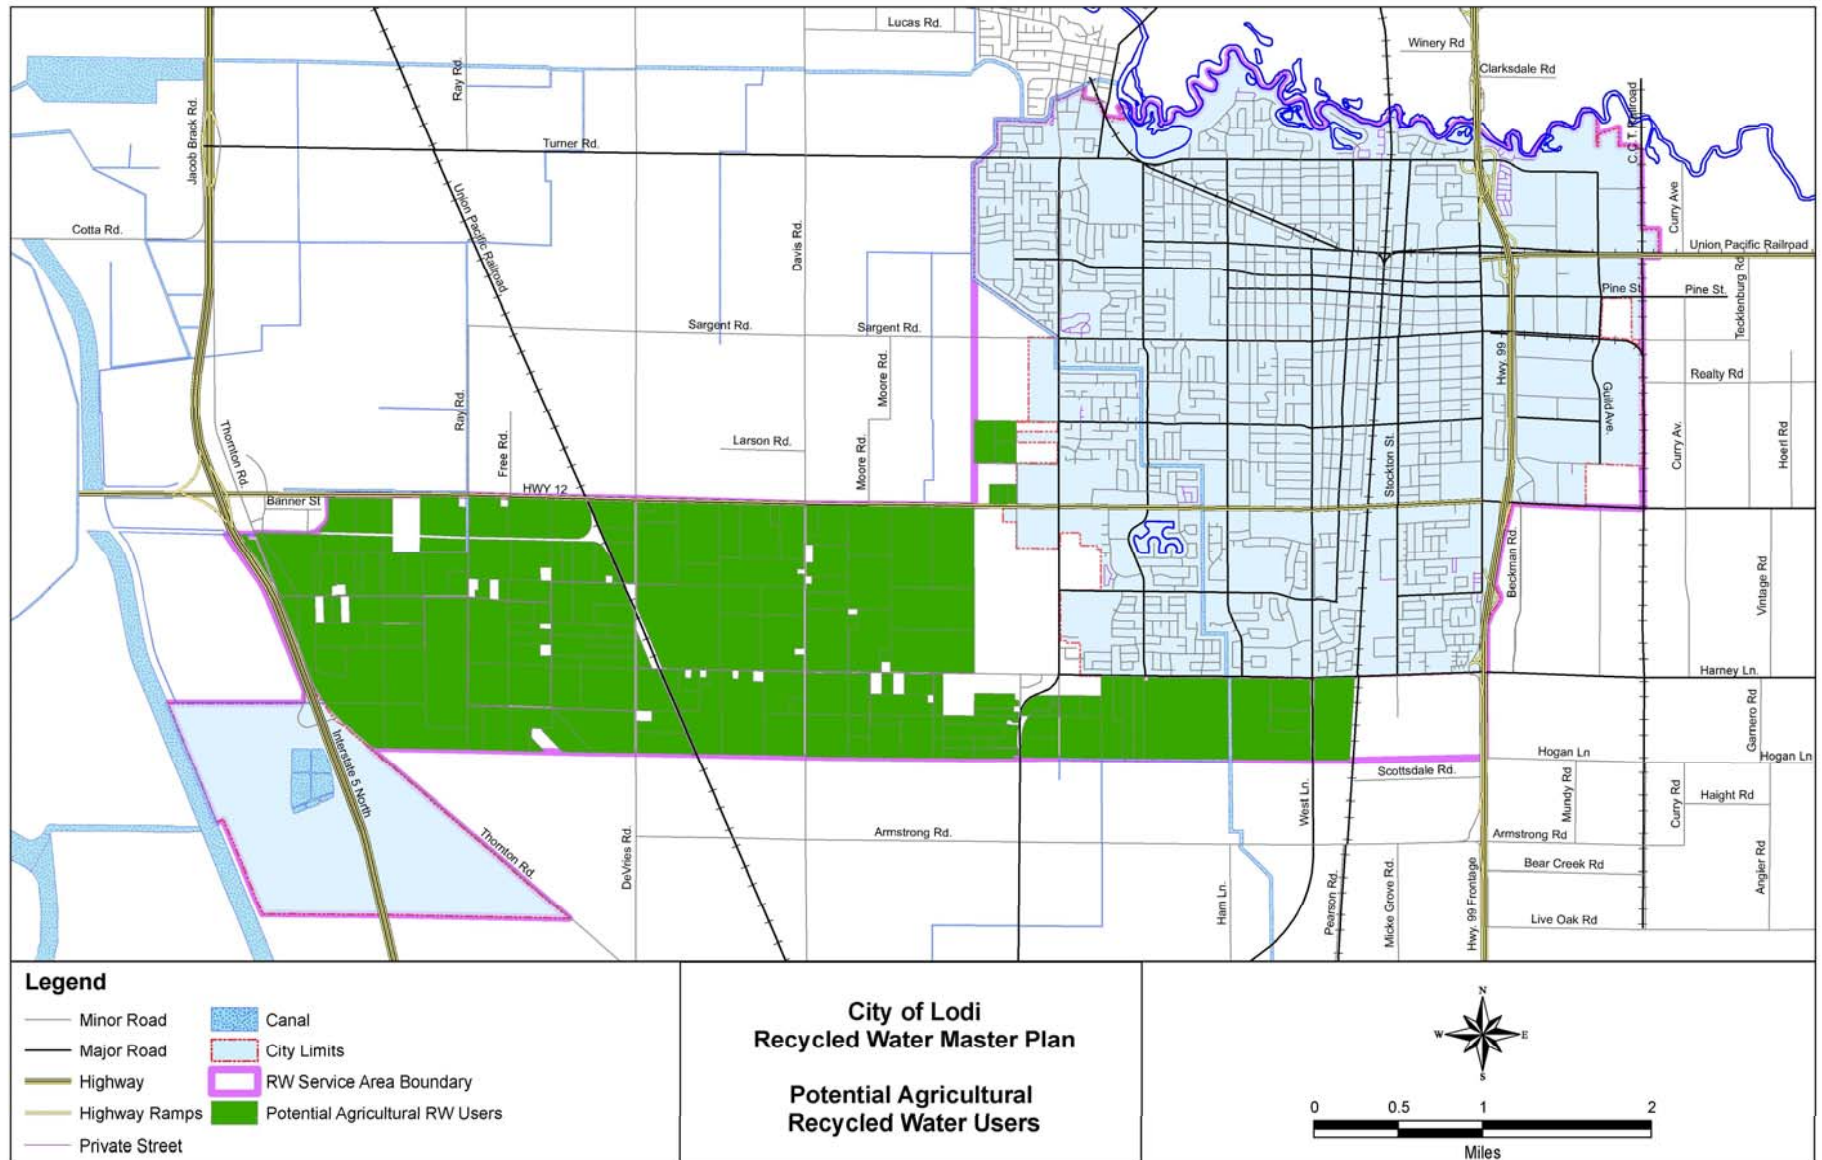 Lucas Rd.
Winery Rd
Clarksdale Rd
Ray Rd.
Jacob Brack Rd.
Turner Rd.
C.C.T. Railroad
Union Pacific Railroad
Cotta Rd.
Davis Rd.
Curry Ave
Union Pacific Railroad
Tecklenburg Rd
Pine St
Pine St.
Sargent Rd.
Sargent Rd.
Hwy. 99
Moore Rd.
Realty Rd
Guild Ave.
Ray Rd.
Thornton Rd.
Free Rd.
Larson Rd.
Moore Rd.
Stockton St.
Curry Av.
Hoerl Rd
Banner St
HWY 12
Beckman Rd.
Vintage Rd
Harney Ln.
Interstate 5 North
Garmero Rd
Hogan Ln
Hogan Ln
Scottsdale Rd.
West Ln.
Mundy Rd
Curry Rd
Haight Rd
Thornton Rd
DeVries Rd.
Armstrong Rd.
Armstrong Rd
Bear Creek Rd
Angier Rd
Ham Ln.
Pearson Rd.
Micke Grove Rd.
Hwy. 99 Frontage
Live Oak Rd
Legend
Minor Road
Major Road
Highway
Highway Ramps
Private Street
Canal
City Limits
RW Service Area Boundary
Potential Agricultural RW Users
City of Lodi
Recycled Water Master Plan
Potential Agricultural
Recycled Water Users
N
W E
S
0 0.5 1 2
Miles